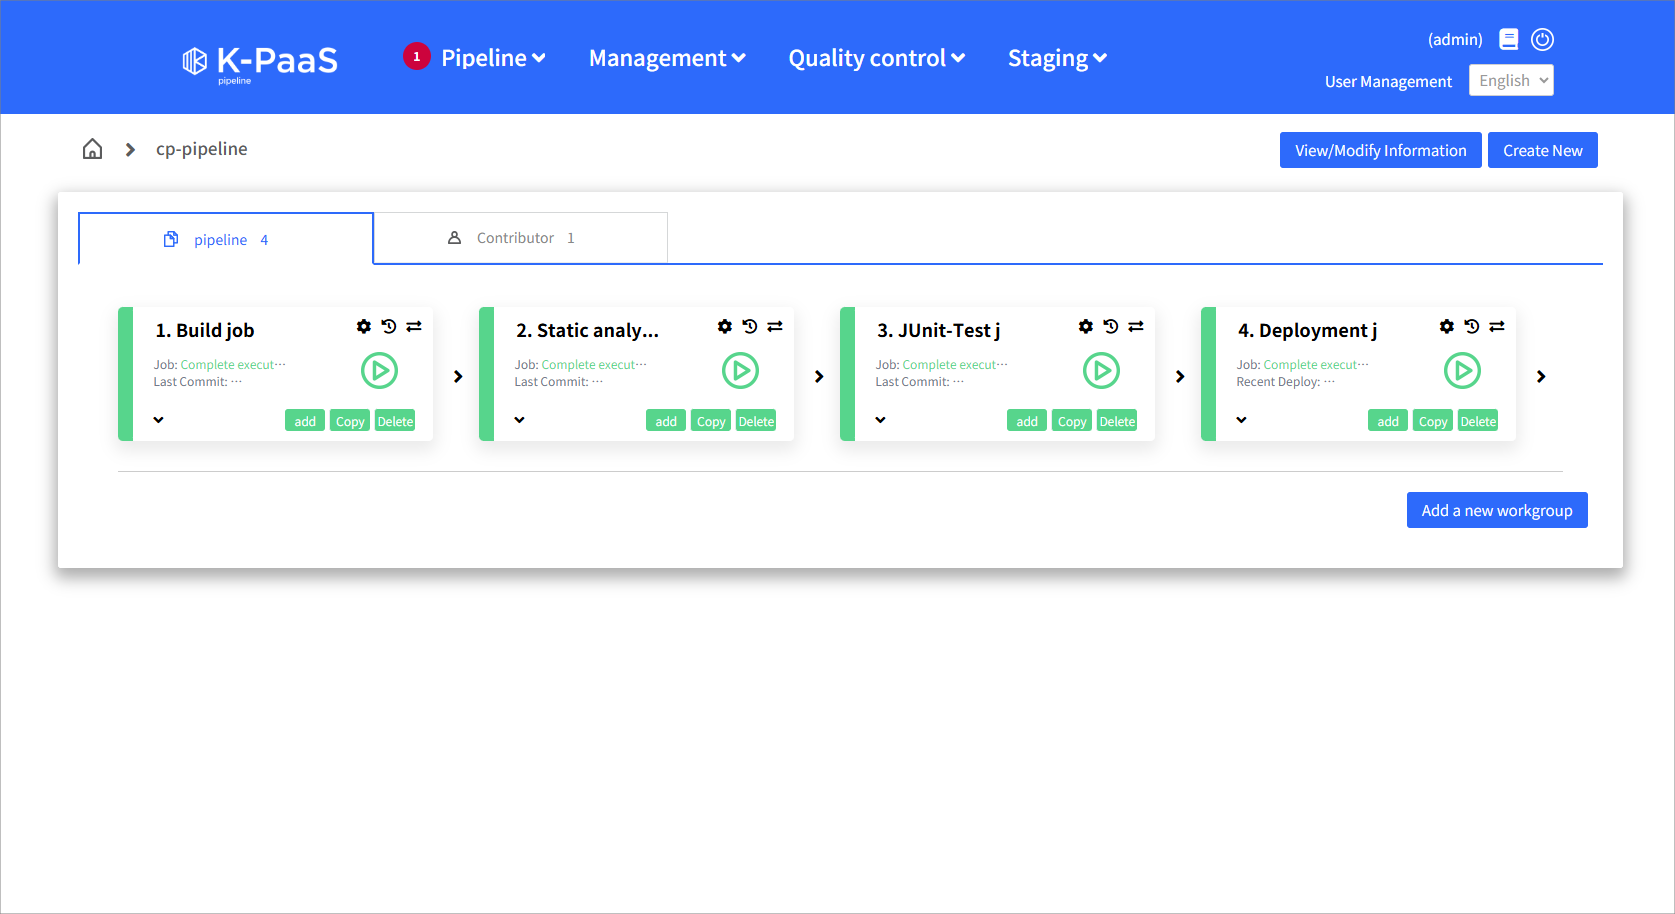 K-PaaS
pipeline
1
Pipeline
Management
Quality control
Staging
(admin)
User Management
English
cp-pipeline
View/Modify Information
Create New
pipeline 4
Contributor 1
1. Build job
Job: Complete execut…
Last Commit: …
add Copy Delete
2. Static analy...
Job: Complete execut…
Last Commit: …
add Copy Delete
3. JUnit-Test j
Job: Complete execut…
Last Commit: …
add Copy Delete
4. Deployment j
Job: Complete execut…
Recent Deploy: …
add Copy Delete
Add a new workgroup